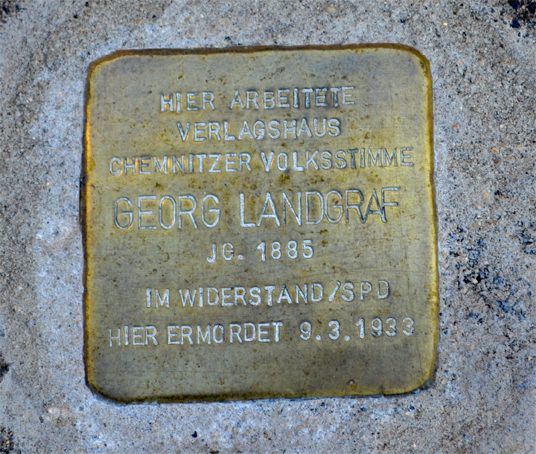 HIER ARBEITETE
VERLAGSHAUS
CHEMNITZER VOLKSSTIMME
GEORG LANDGRAF
JG. 1885
IM WIDERSTAND/SPD
HIER ERMORDET 9.3.1933